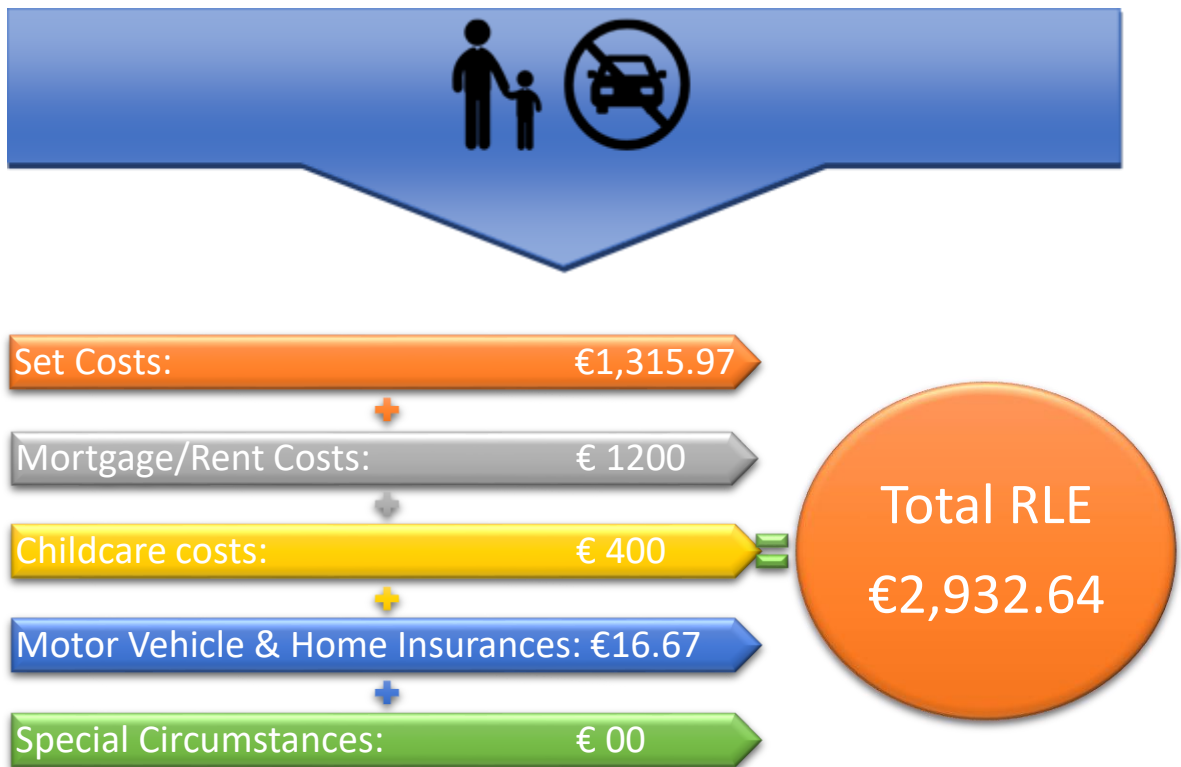 Set Costs: €1,315.97
Mortgage/Rent Costs: € 1200
Childcare costs: € 400
Motor Vehicle & Home Insurances: €16.67
Special Circumstances: € 00
Total RLE
€2,932.64